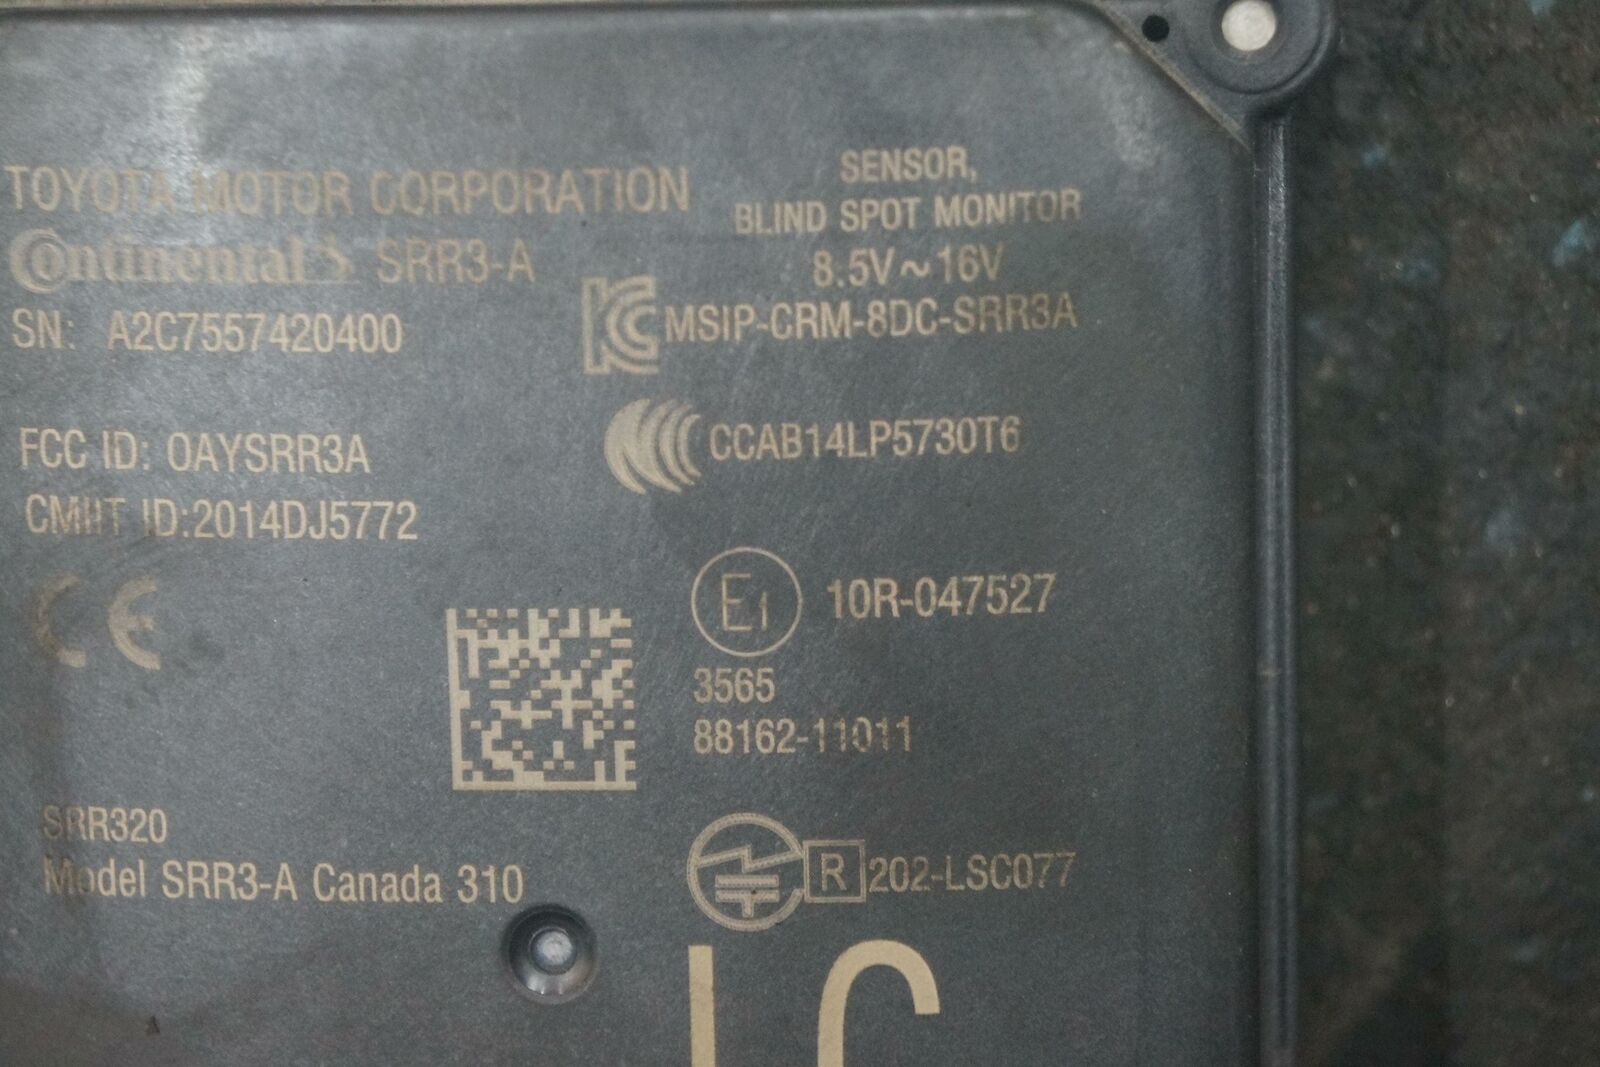 TOYOTA MOTOR CORPORATION
Continental SRR3-A
SN: A2C7557420400
SENSOR,
BLIND SPOT MONITOR
8.5V~16V
MSIP-CRM-8DC-SRR3A
FCC ID: OAYSRR3A
CMIIT ID:2014DJ5772
CCAB14LP5730T6
CE
E1 10R-047527
3565
88162-11011
SRR320
Model SRR3-A Canada 310
R 202-LSC077